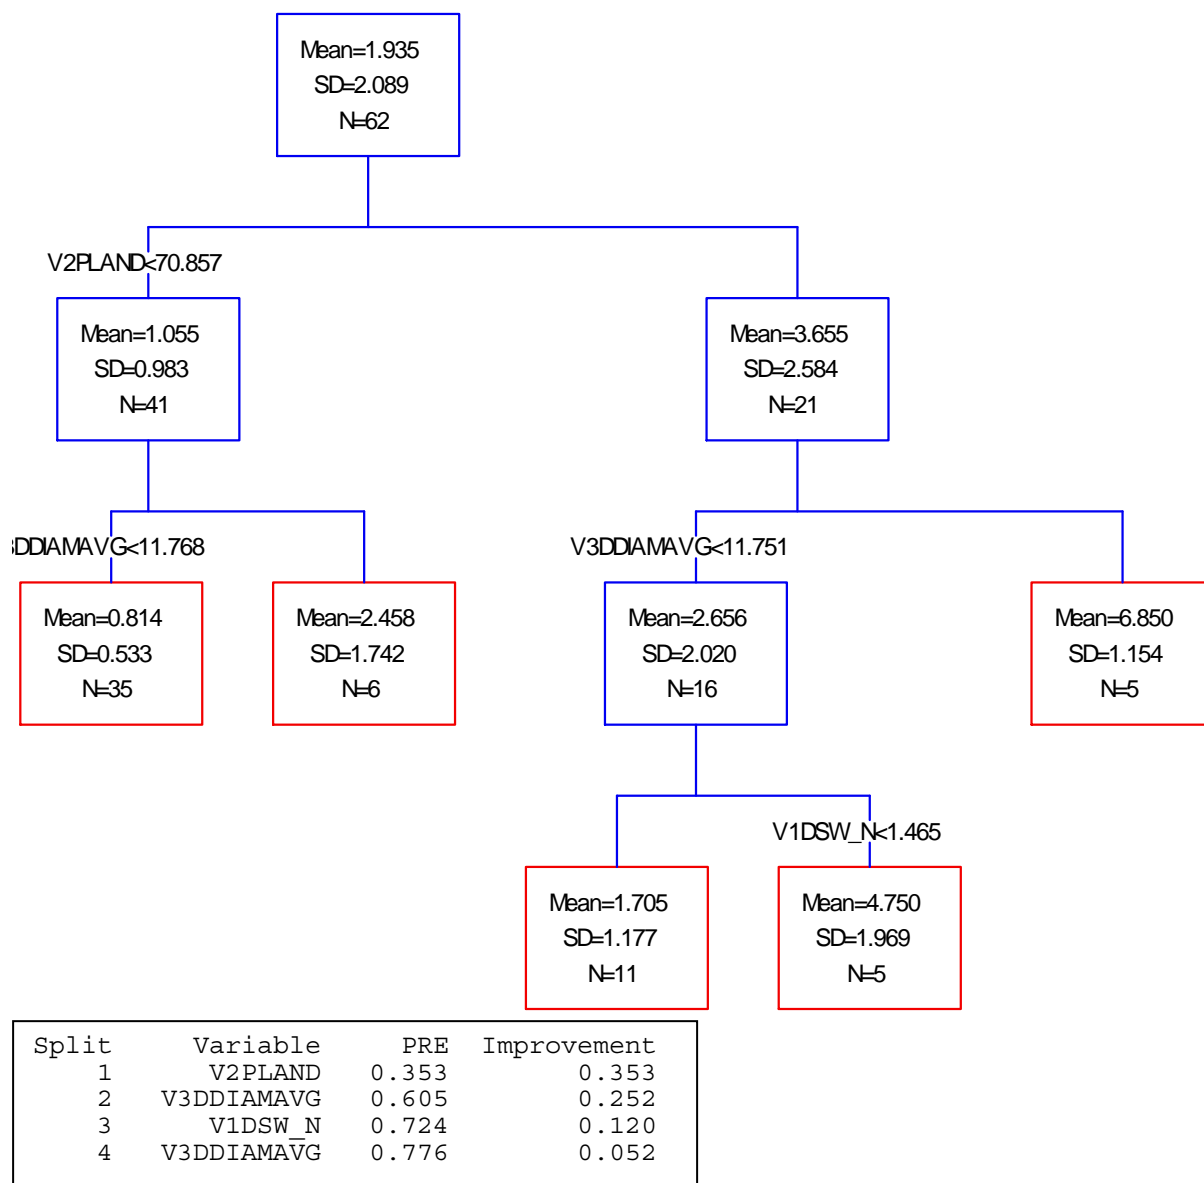 Mean=1.935
SD=2.089
N=62
V2PLAND<70.857
Mean=1.055
SD=0.983
N=41
Mean=3.655
SD=2.584
N=21
DDIAMAVG<11.768
V3DDIAMAVG<11.751
Mean=0.814
SD=0.533
N=35
Mean=2.458
SD=1.742
N=6
Mean=2.656
SD=2.020
N=16
Mean=6.850
SD=1.154
N=5
V1DSW_N<1.465
Mean=1.705
SD=1.177
N=11
Mean=4.750
SD=1.969
N=5
Split Variable PRE Improvement
1 V2PLAND 0.353 0.353
2 V3DDIAMAVG 0.605 0.252
3 V1DSW_N 0.724 0.120
4 V3DDIAMAVG 0.776 0.052